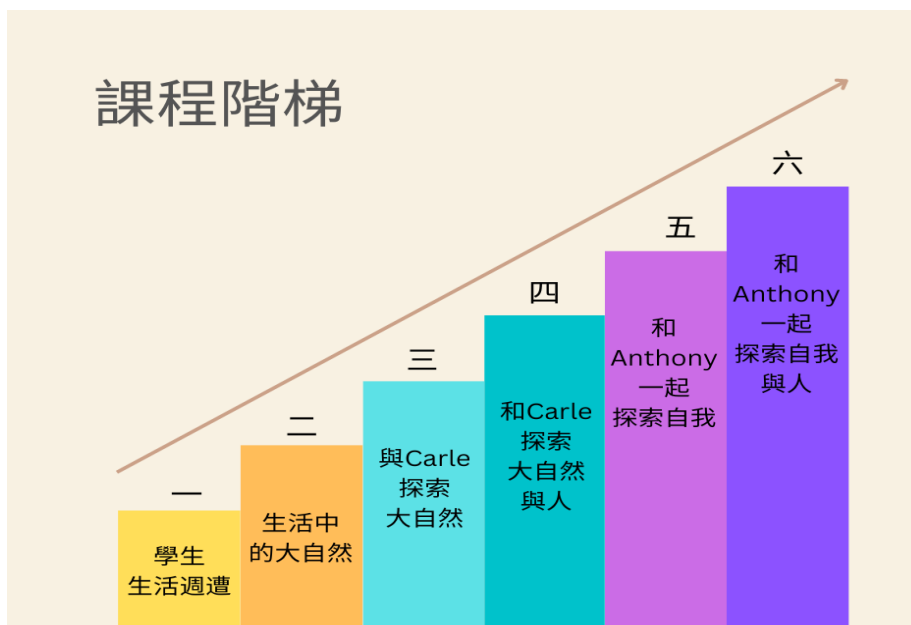 課程階梯
一
學生
生活週遭
二
生活中
的大自然
三
與Carle
探索
大自然
四
和Carle
探索
大自然
與人
五
和
Anthony
一起
探索自我
六
和
Anthony
一起
探索自我
與人